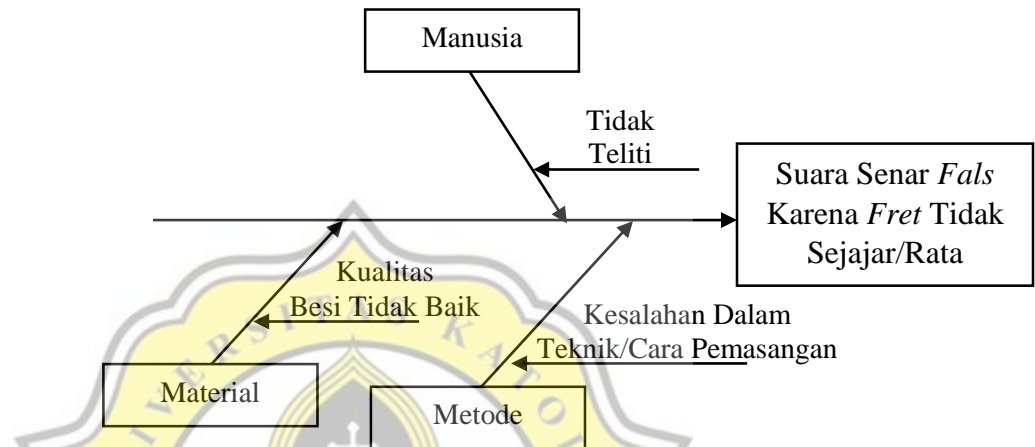 Manusia
Tidak
Teliti
Suara Senar Fals
Karena Fret Tidak
Sejajar/Rata
Kualitas
Besi Tidak Baik
Kesalahan Dalam
Teknik/Cara Pemasangan
Material
Metode